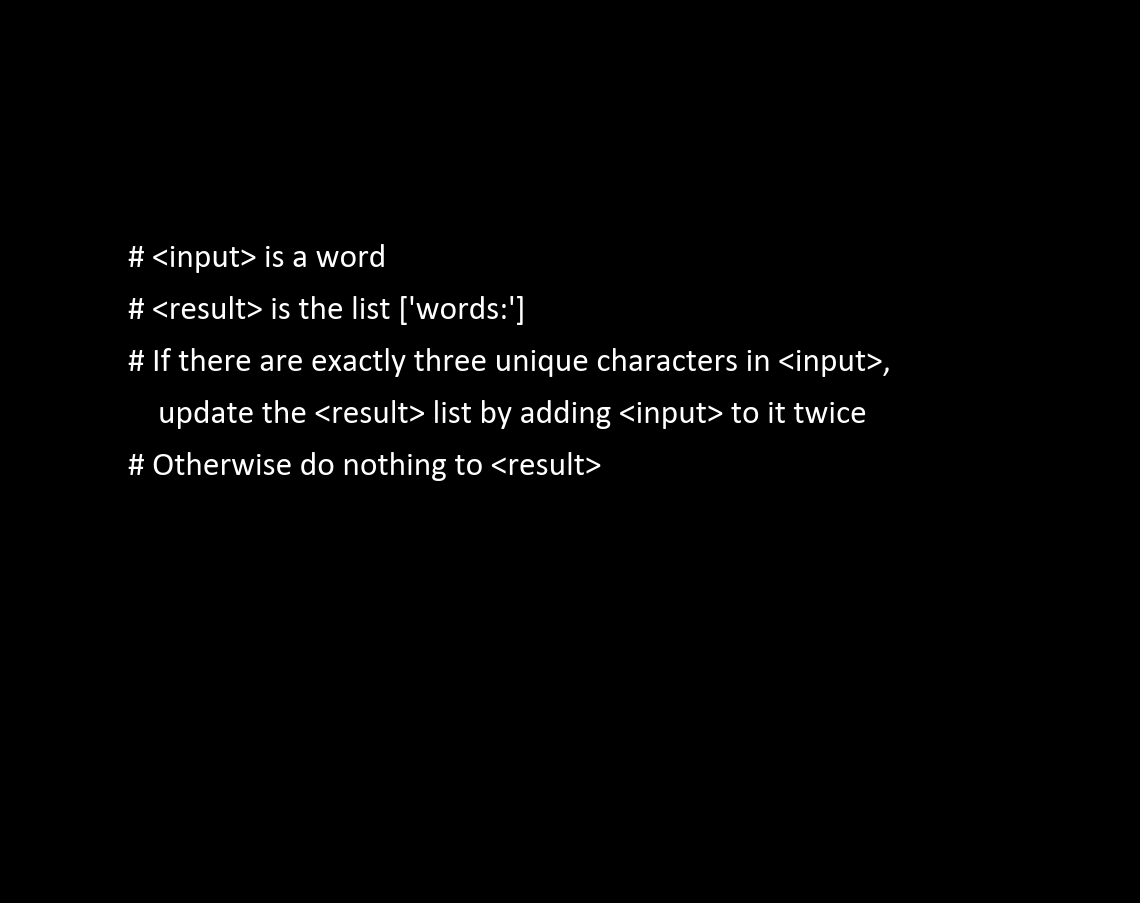 # <input> is a word
# <result> is the list ['words:']
# If there are exactly three unique characters in <input>,
update the <result> list by adding <input> to it twice
# Otherwise do nothing to <result>